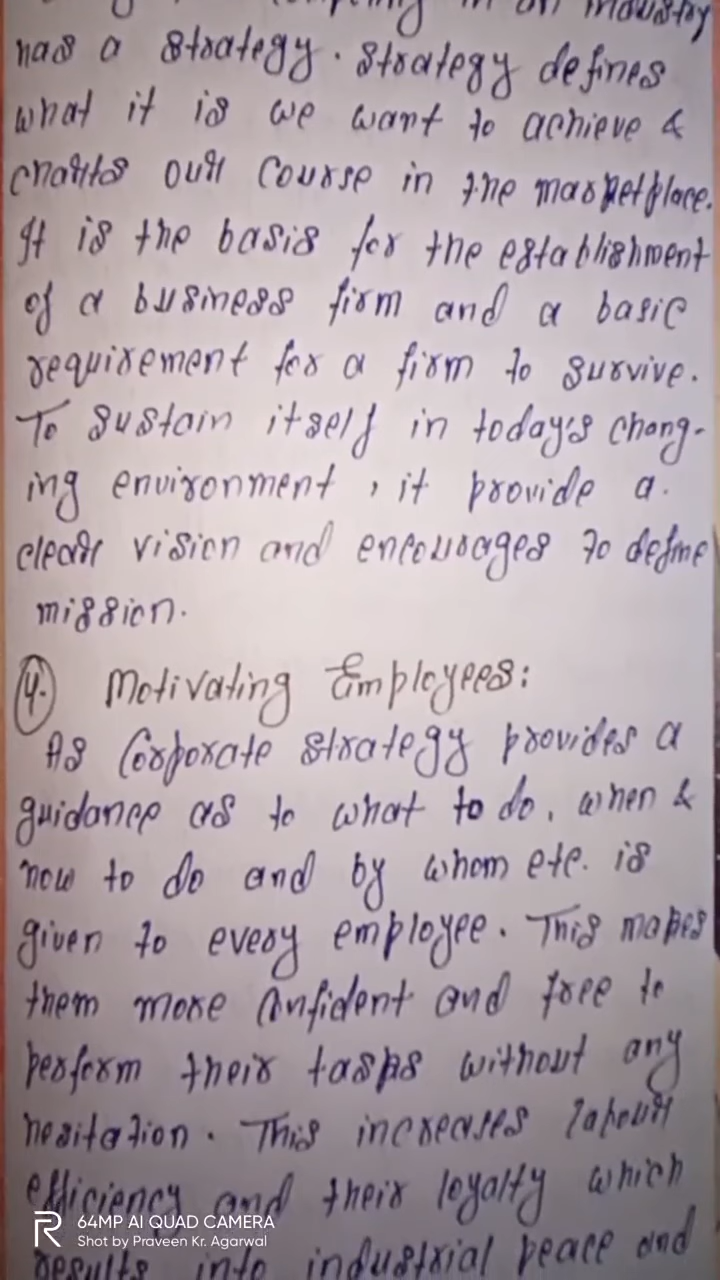 in an industry
has a strategy. Strategy defines
what it is we want to achieve &
charts our course in the marketplace.
It is the basis for the establishment
of a business firm and a basic
requirement for a firm to survive.
To sustain itself in today's chang-
ing environment, it provide a
clear vision and encourages to define
mission.
4. Motivating Employees:
As Corporate strategy provides a
guidance as to what to do, when &
how to do and by whom etc. is
given to every employee. This makes
them more confident and free to
perform their tasks without any
hesitation. This increases labour
efficiency and their loyalty which
results into industrial peace and
64MP AI QUAD CAMERA
Shot by Praveen Kr. Agarwal